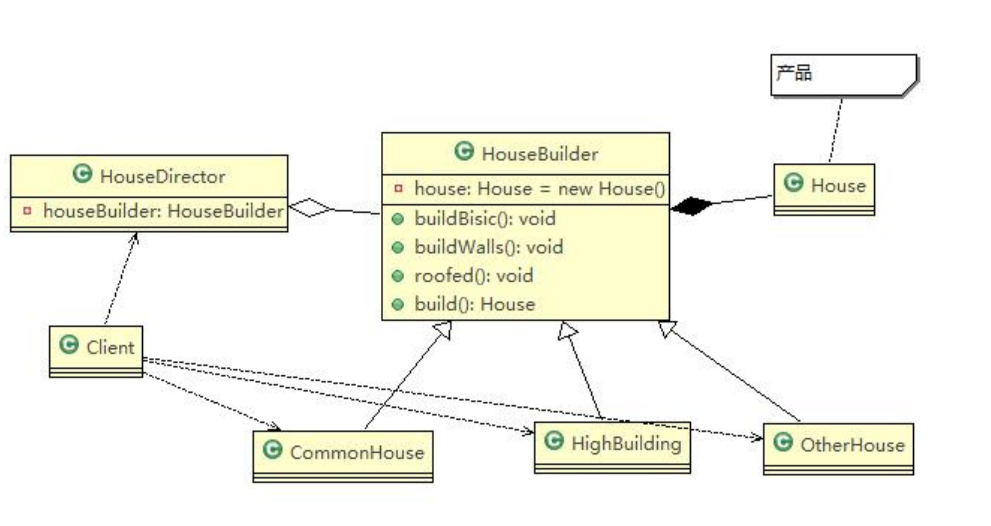 产品
HouseBuilder
house: House = new House()
buildBisic(): void
buildWalls(): void
roofed(): void
build(): House
HouseDirector
houseBuilder: HouseBuilder
House
Client
CommonHouse
HighBuilding
OtherHouse